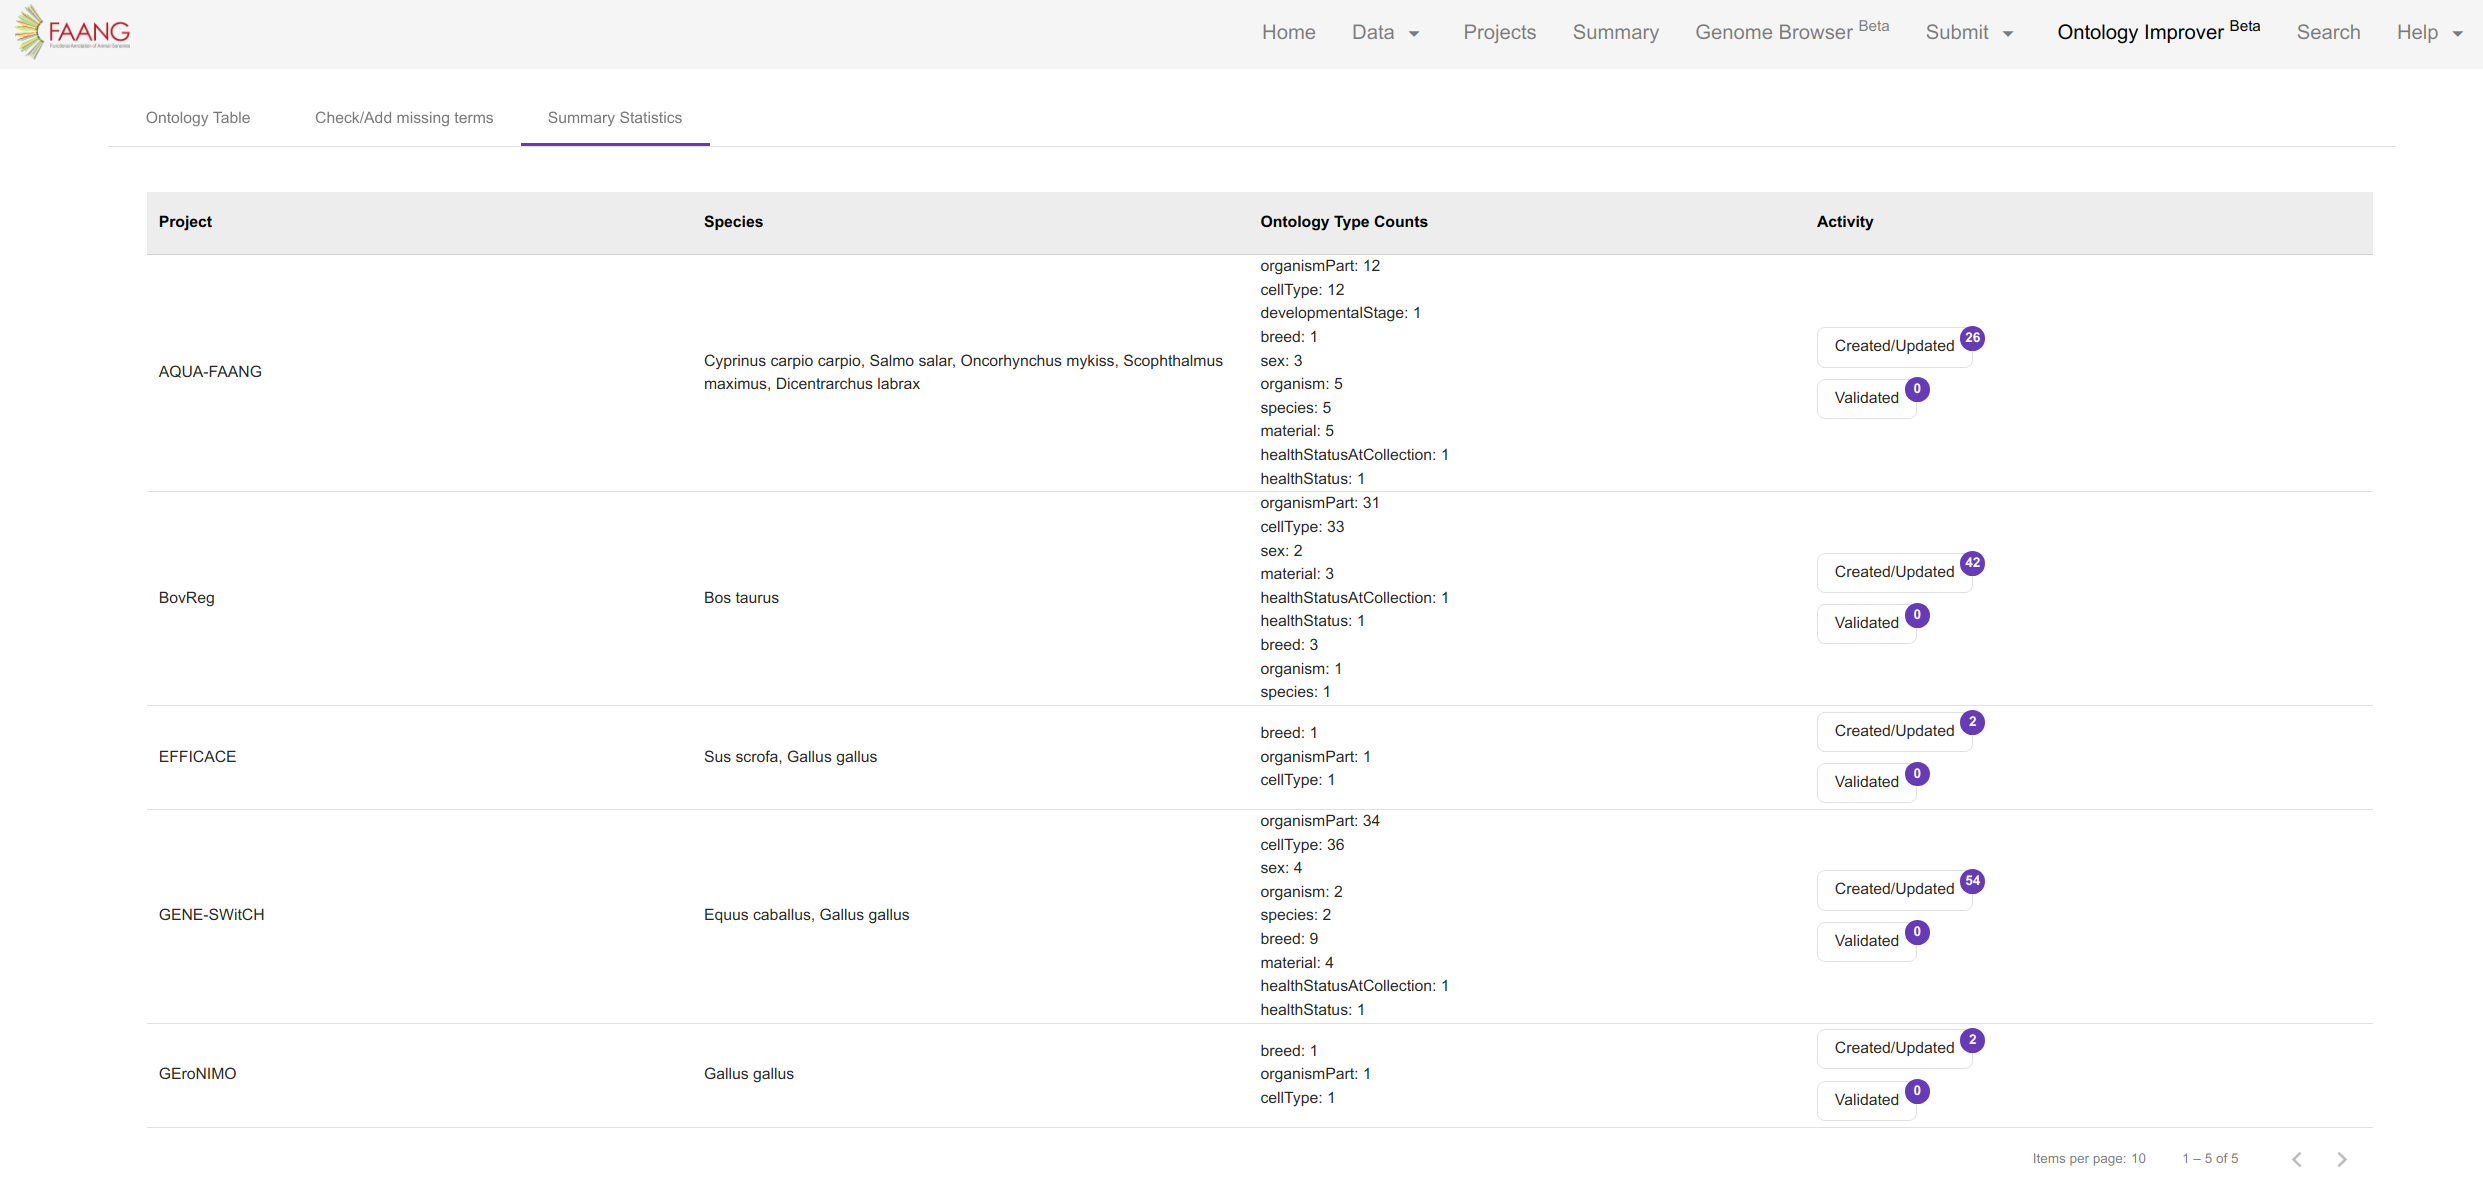 FAANG
Functional Annotation of Animal Genomes
Home Data Projects Summary Genome Browser Beta Submit Ontology Improver Beta Search Help
Ontology Table Check/Add missing terms Summary Statistics
Project Species Ontology Type Counts Activity
AQUA-FAANG
Cyprinus carpio carpio, Salmo salar, Oncorhynchus mykiss, Scophthalmus
maximus, Dicentrarchus labrax
organismPart: 12
cellType: 12
developmentalStage: 1
breed: 1
sex: 3
organism: 5
species: 5
material: 5
healthStatusAtCollection: 1
healthStatus: 1
Created/Updated 26
Validated 0
BovReg
Bos taurus
organismPart: 31
cellType: 33
sex: 2
material: 3
healthStatusAtCollection: 1
healthStatus: 1
breed: 3
organism: 1
species: 1
Created/Updated 42
Validated 0
EFFICACE
Sus scrofa, Gallus gallus
breed: 1
organismPart: 1
cellType: 1
Created/Updated 2
Validated 0
GENE-SWitCH
Equus caballus, Gallus gallus
organismPart: 34
cellType: 36
sex: 4
organism: 2
species: 2
breed: 9
material: 4
healthStatusAtCollection: 1
healthStatus: 1
Created/Updated 54
Validated 0
GEroNIMO
Gallus gallus
breed: 1
organismPart: 1
cellType: 1
Created/Updated 2
Validated 0
Items per page: 10 1 – 5 of 5